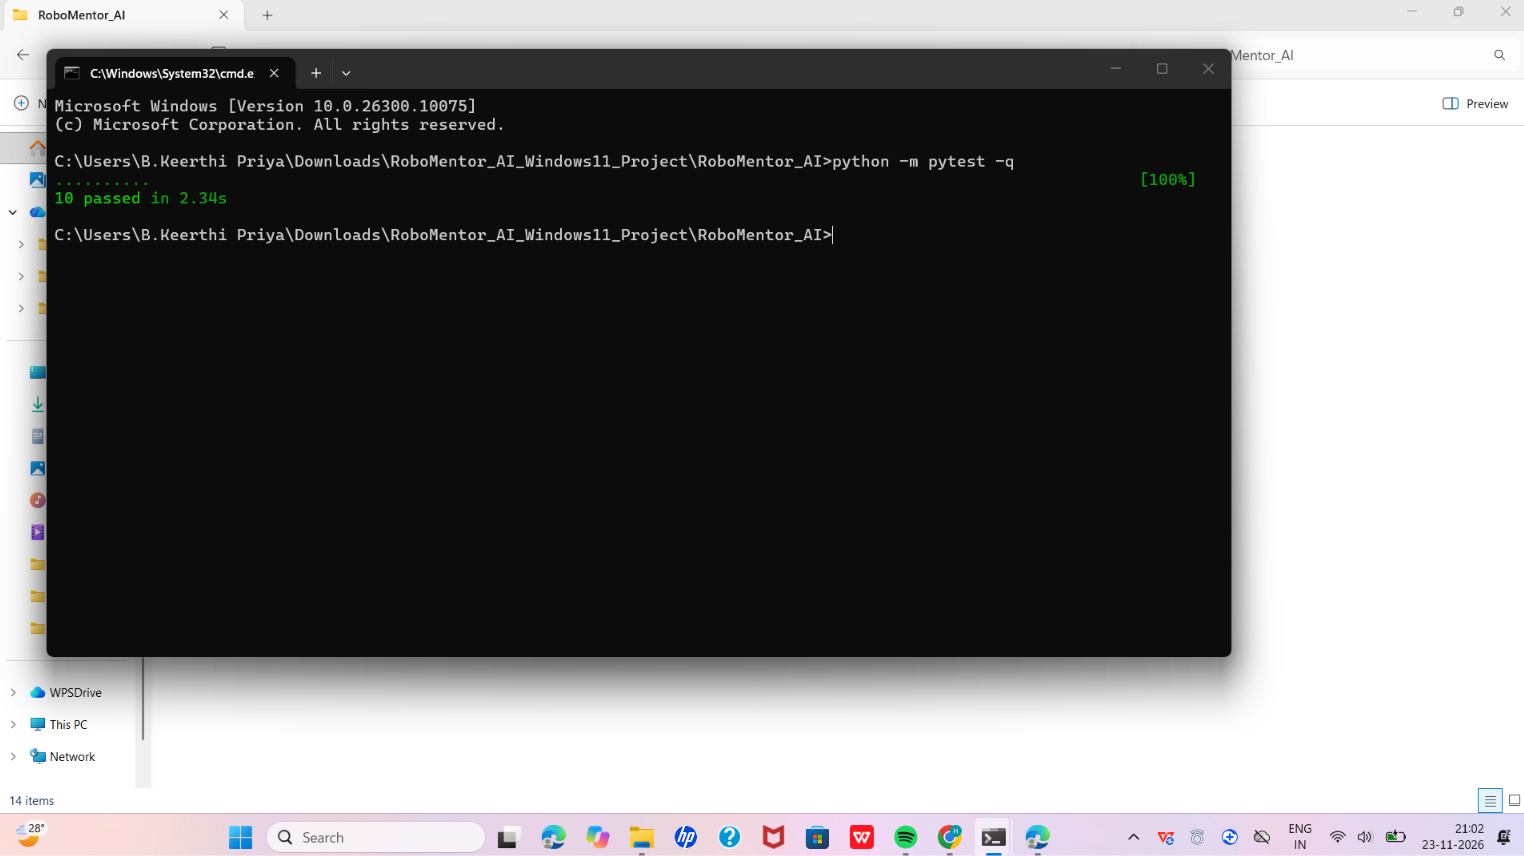 RoboMentor_AI
Mentor_AI
C:\Windows\System32\cmd.e
N
Preview
Microsoft Windows [Version 10.0.26300.10075]
(c) Microsoft Corporation. All rights reserved.
C:\Users\B.Keerthi Priya\Downloads\RoboMentor_AI_Windows11_Project\RoboMentor_AI>python -m pytest -q
.......... [100%]
10 passed in 2.34s
C:\Users\B.Keerthi Priya\Downloads\RoboMentor_AI_Windows11_Project\RoboMentor_AI>
WPSDrive
This PC
Network
14 items
28°
Search
ENG
IN
21:02
23-11-2026